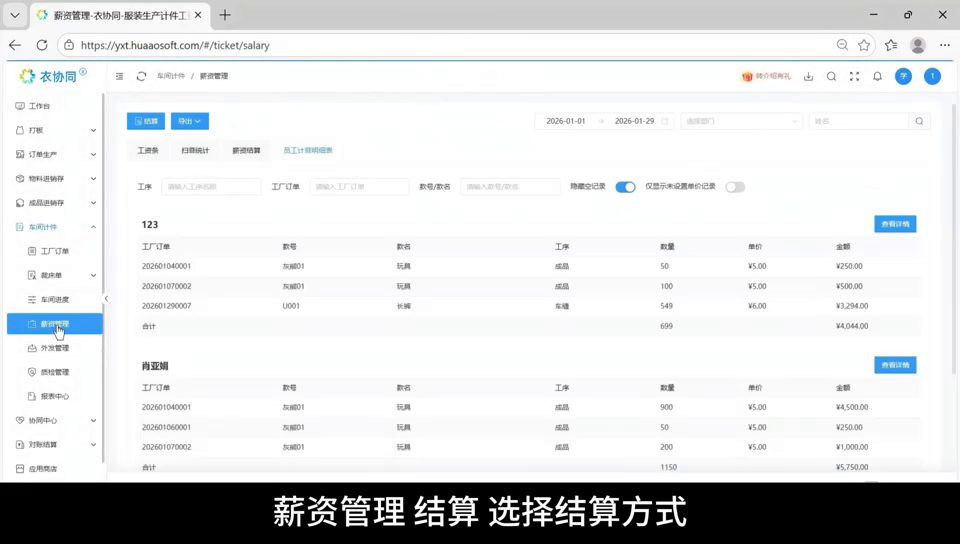 薪资管理-衣协同-服装生产计件工
https://yxt.huaaosoft.com/#/ticket/salary
衣协同
车间计件 / 薪资管理
转介绍有礼
学
1
工作台
打板
订单生产
物料进销存
成品进销存
车间计件
工厂订单
裁床单
车间进度
薪资管理
外发管理
质检管理
报表中心
协同中心
对账结算
应用商店
结算 导出
2026-01-01 2026-01-29 选择部门 姓名
工资条 扫菲统计 薪资结算 员工计菲明细表
工序 请输入工序名称 工厂订单 请输入工厂订单 款号/款名 请输入款号/款名 隐藏空记录 仅显示未设置单价记录
123 查看详情
工厂订单 款号 款名 工序 数量 单价 金额
202601040001 灰熊01 玩具 成品 50 ¥5.00 ¥250.00
202601070002 灰熊01 玩具 成品 100 ¥5.00 ¥500.00
202601290007 U001 长裤 车缝 549 ¥6.00 ¥3,294.00
合计 699 ¥4,044.00
肖亚娟 查看详情
工厂订单 款号 款名 工序 数量 单价 金额
202601040001 灰熊01 玩具 成品 900 ¥5.00 ¥4,500.00
202601060001 灰熊01 玩具 成品 50 ¥5.00 ¥250.00
202601070002 灰熊01 玩具 成品 200 ¥5.00 ¥1,000.00
合计 1150 ¥5,750.00
薪资管理 结算 选择结算方式